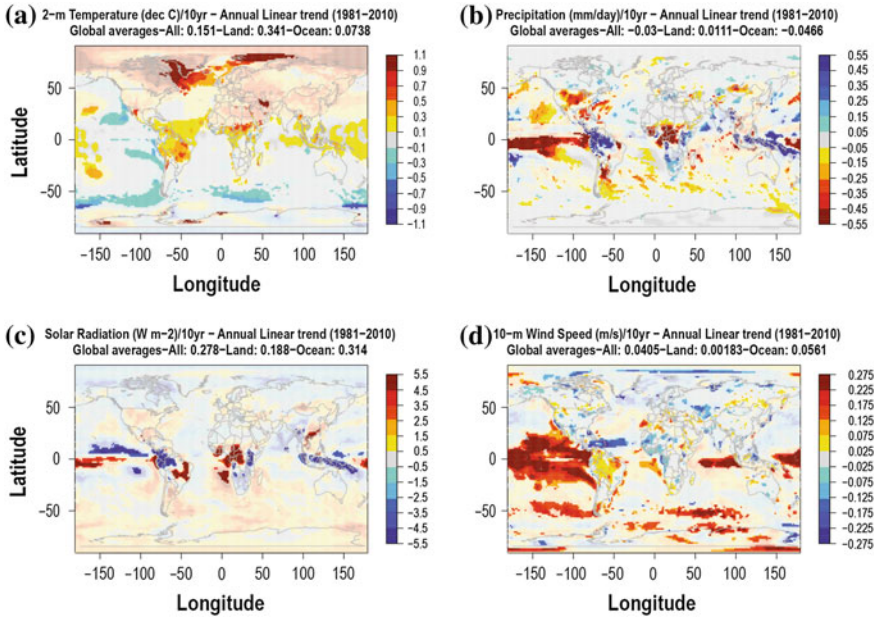 (a)
2-m Temperature (dec C)/10yr – Annual Linear trend (1981–2010)
Global averages–All: 0.151–Land: 0.341–Ocean: 0.0738
Latitude
50
0
−50
−150 −100 −50 0 50 100 150
Longitude
1.1
0.9
0.7
0.5
0.3
0.1
−0.1
−0.3
−0.5
−0.7
−0.9
−1.1
(b)
Precipitation (mm/day)/10yr – Annual Linear trend (1981–2010)
Global averages–All: −0.03–Land: 0.0111–Ocean: −0.0466
50
0
−50
−150 −100 −50 0 50 100 150
Longitude
0.55
0.45
0.35
0.25
0.15
0.05
−0.05
−0.15
−0.25
−0.35
−0.45
−0.55
(c)
Solar Radiation (W m−2)/10yr – Annual Linear trend (1981–2010)
Global averages–All: 0.278–Land: 0.188–Ocean: 0.314
Latitude
50
0
−50
−150 −100 −50 0 50 100 150
Longitude
5.5
4.5
3.5
2.5
1.5
0.5
−0.5
−1.5
−2.5
−3.5
−4.5
−5.5
(d)
10-m Wind Speed (m/s)/10yr – Annual Linear trend (1981–2010)
Global averages–All: 0.0405–Land: 0.00183–Ocean: 0.0561
50
0
−50
−150 −100 −50 0 50 100 150
Longitude
0.275
0.225
0.175
0.125
0.075
0.025
−0.025
−0.075
−0.125
−0.175
−0.225
−0.275